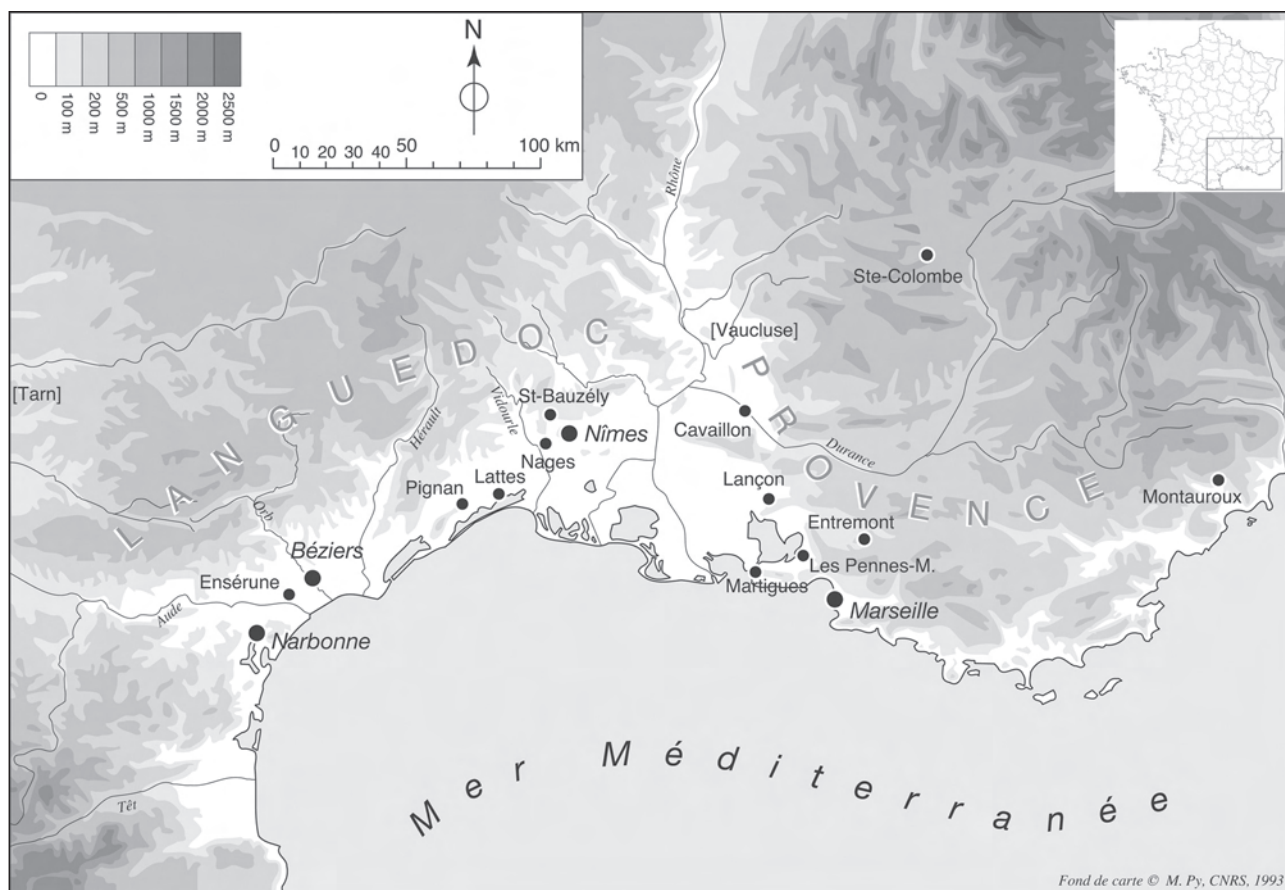 0
100 m
200 m
500 m
1000 m
1500 m
2000 m
2500 m
N
0 10 20 30 40 50 100 km
Rhône
Ste-Colombe
[Vaucluse]
LANGUEDOC
PROVENCE
[Tarn]
Hérault
Vidourle
St-Bauzély
Nîmes
Nages
Cavaillon
Durance
Lançon
Montauroux
Pignan
Lattes
Orb
Entremont
Béziers
Ensérune
Les Pennes-M.
Martigues
Marseille
Aude
Narbonne
Têt
Mer Méditerranée
Fond de carte © M. Py, CNRS, 1993